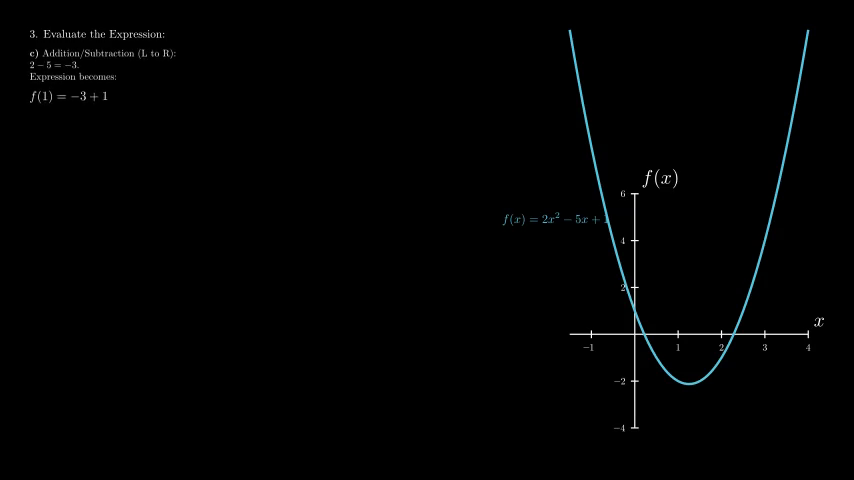 3. Evaluate the Expression:
c) Addition/Subtraction (L to R):
2 − 5 = −3.
Expression becomes:
f(1) = −3 + 1
f(x)
6
f(x) = 2x² − 5x + 1
4
2
x
−1 1 2 3 4
−2
−4